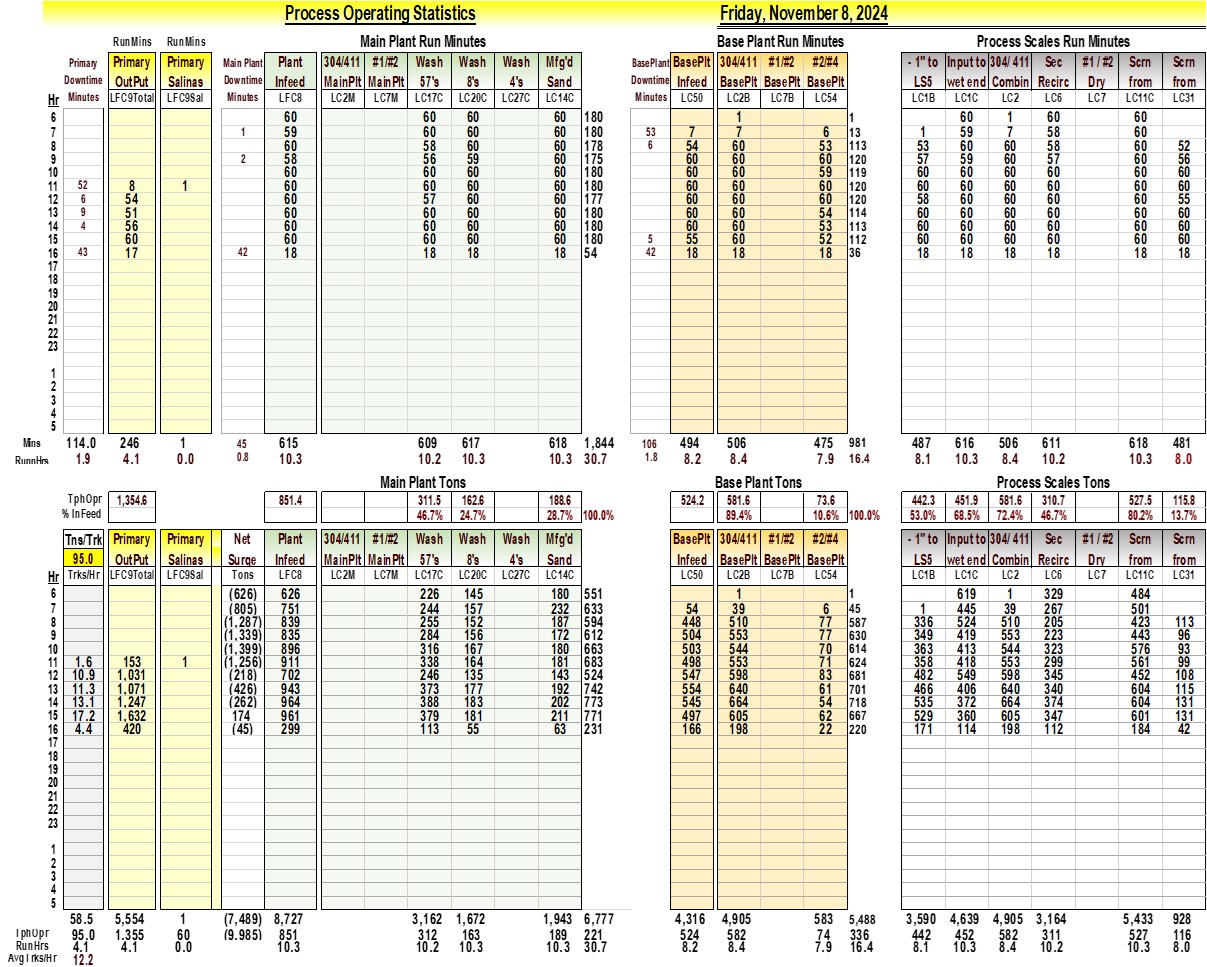 Process Operating Statistics Friday, November 8, 2024
RunMins RunMins Main Plant Run Minutes Base Plant Run Minutes Process Scales Run Minutes
Primary Primary Primary Main Plant Plant 304/411 #1/#2 Wash Wash Wash Mfg'd BasePlant BasePlt 304/411 #1/#2 #2/#4 - 1" to Input to 304/ 411 Sec #1 / #2 Scrn Scrn
Downtime OutPut Salinas Downtime Infeed MainPlt MainPlt 57's 8's 4's Sand Downtime Infeed BasePlt BasePlt BasePlt LS5 wet end Combin Recirc Dry from from
Hr Minutes LFC9Total LFC9Sal Minutes LFC8 LC2M LC7M LC17C LC20C LC27C LC14C Minutes LC50 LC2B LC7B LC54 LC1B LC1C LC2 LC6 LC7 LC11C LC31
6 60 60 60 60 180 1 1 60 1 60 60
7 1 59 60 60 60 180 53 7 7 6 13 1 59 7 58 60
8 60 58 60 60 178 6 54 60 53 113 53 60 60 58 60 52
9 2 58 56 59 60 175 60 60 60 120 57 59 60 57 60 56
10 60 60 60 60 180 60 60 59 119 60 60 60 60 60 60
11 52 8 1 60 60 60 60 180 60 60 60 120 60 60 60 60 60 60
12 6 54 60 57 60 60 177 60 60 60 120 58 60 60 60 60 55
13 9 51 60 60 60 60 180 60 60 54 114 60 60 60 60 60 60
14 4 56 60 60 60 60 180 60 60 53 113 60 60 60 60 60 60
15 60 60 60 60 60 180 5 55 60 52 112 60 60 60 60 60 60
16 43 17 42 18 18 18 18 54 42 18 18 18 36 18 18 18 18 18 18
17
18
19
20
21
22
23
1
2
3
4
5
Mins 114.0 246 1 45 615 609 617 618 1,844 106 494 506 475 981 487 616 506 611 618 481
RunnHrs 1.9 4.1 0.0 0.8 10.3 10.2 10.3 10.3 30.7 1.8 8.2 8.4 7.9 16.4 8.1 10.3 8.4 10.2 10.3 8.0
Main Plant Tons Base Plant Tons Process Scales Tons
TphOpr 1,354.6 851.4 311.5 162.6 188.6 524.2 581.6 73.6 442.3 451.9 581.6 310.7 527.5 115.8
% InFeed 46.7% 24.7% 28.7% 100.0% 89.4% 10.6% 100.0% 53.0% 68.5% 72.4% 46.7% 80.2% 13.7%
Tns/Trk Primary Primary Net Plant 304/411 #1/#2 Wash Wash Wash Mfg'd BasePlt 304/411 #1/#2 #2/#4 - 1" to Input to 304/ 411 Sec #1 / #2 Scrn Scrn
95.0 OutPut Salinas Surge Infeed MainPlt MainPlt 57's 8's 4's Sand Infeed BasePlt BasePlt BasePlt LS5 wet end Combin Recirc Dry from from
Hr Trks/Hr LFC9Total LFC9Sal Tons LFC8 LC2M LC7M LC17C LC20C LC27C LC14C LC50 LC2B LC7B LC54 LC1B LC1C LC2 LC6 LC7 LC11C LC31
6 (626) 626 226 145 180 551 1 1 619 1 329 484
7 (805) 751 244 157 232 633 54 39 6 45 1 445 39 267 501
8 (1,287) 839 255 152 187 594 448 510 77 587 336 524 510 205 423 113
9 (1,339) 835 284 156 172 612 504 553 77 630 349 419 553 223 443 96
10 (1,399) 896 316 167 180 663 503 544 70 614 363 413 544 323 576 93
11 1.6 153 1 (1,256) 911 338 164 181 683 498 553 71 624 358 418 553 299 561 99
12 10.9 1,031 (218) 702 246 135 143 524 547 598 83 681 482 549 598 345 452 108
13 11.3 1,071 (426) 943 373 177 192 742 554 640 61 701 466 406 640 340 604 115
14 13.1 1,247 (262) 964 388 183 202 773 545 664 54 718 535 372 664 374 604 131
15 17.2 1,632 174 961 379 181 211 771 497 605 62 667 529 360 605 347 601 131
16 4.4 420 (45) 299 113 55 63 231 166 198 22 220 171 114 198 112 184 42
17
18
19
20
21
22
23
1
2
3
4
5
58.5 5,554 1 (7,489) 8,727 3,162 1,672 1,943 6,777 4,316 4,905 583 5,488 3,590 4,639 4,905 3,164 5,433 928
TphOpr 95.0 1,355 60 (9,985) 851 312 163 189 221 524 582 74 336 442 452 582 311 527 116
RunHrs 4.1 4.1 0.0 10.3 10.2 10.3 10.3 30.7 8.2 8.4 7.9 16.4 8.1 10.3 8.4 10.2 10.3 8.0
AvgTrks/Hr 12.2